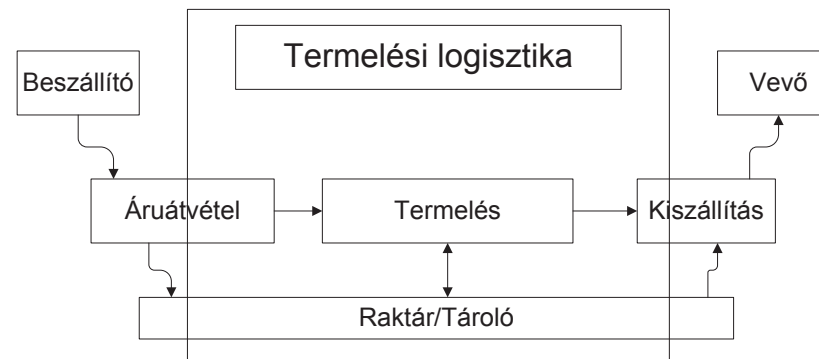 Termelési logisztika
Beszállító
Vevő
Áruátvétel
Termelés
Kiszállítás
Raktár/Tároló